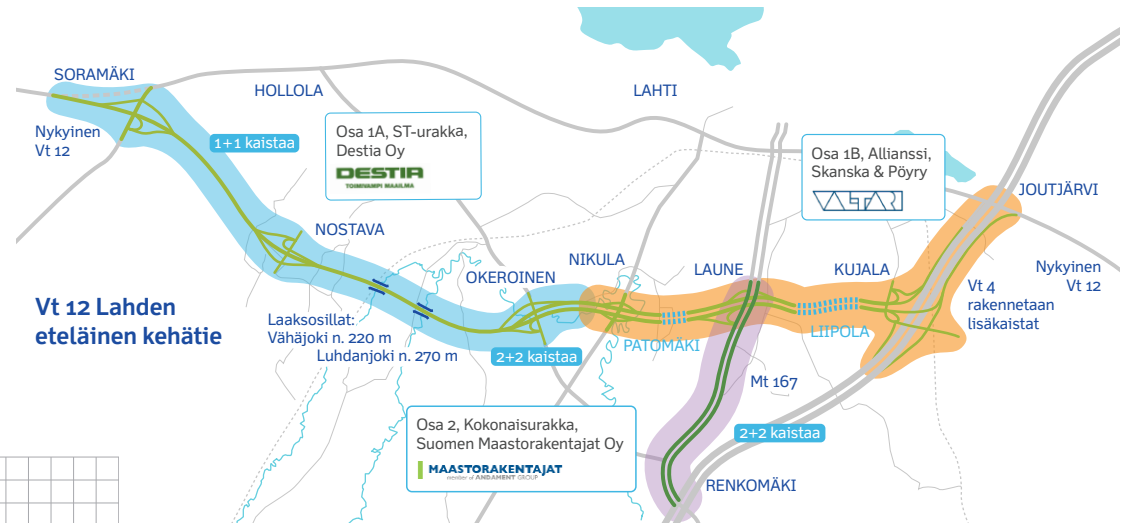 SORAMÄKI
HOLLOLA
LAHTI
Nykyinen
Vt 12
1+1 kaistaa
Osa 1A, ST-urakka,
Destia Oy
DESTIA
TOIMIVAMPI MAAILMA
Osa 1B, Allianssi,
Skanska & Pöyry
VALTARI
JOUTJÄRVI
NOSTAVA
OKEROINEN
NIKULA
LAUNE
KUJALA
Nykyinen
Vt 12
Vt 4
rakennetaan
lisäkaistat
Vt 12 Lahden
eteläinen kehätie
Laaksosillat:
Vähäjoki n. 220 m
Luhdanjoki n. 270 m
2+2 kaistaa
PATOMÄKI
LIIPOLA
Mt 167
Osa 2, Kokonaisurakka,
Suomen Maastorakentajat Oy
MAASTORAKENTAJAT
member of ANDAMENT GROUP
2+2 kaistaa
RENKOMÄKI